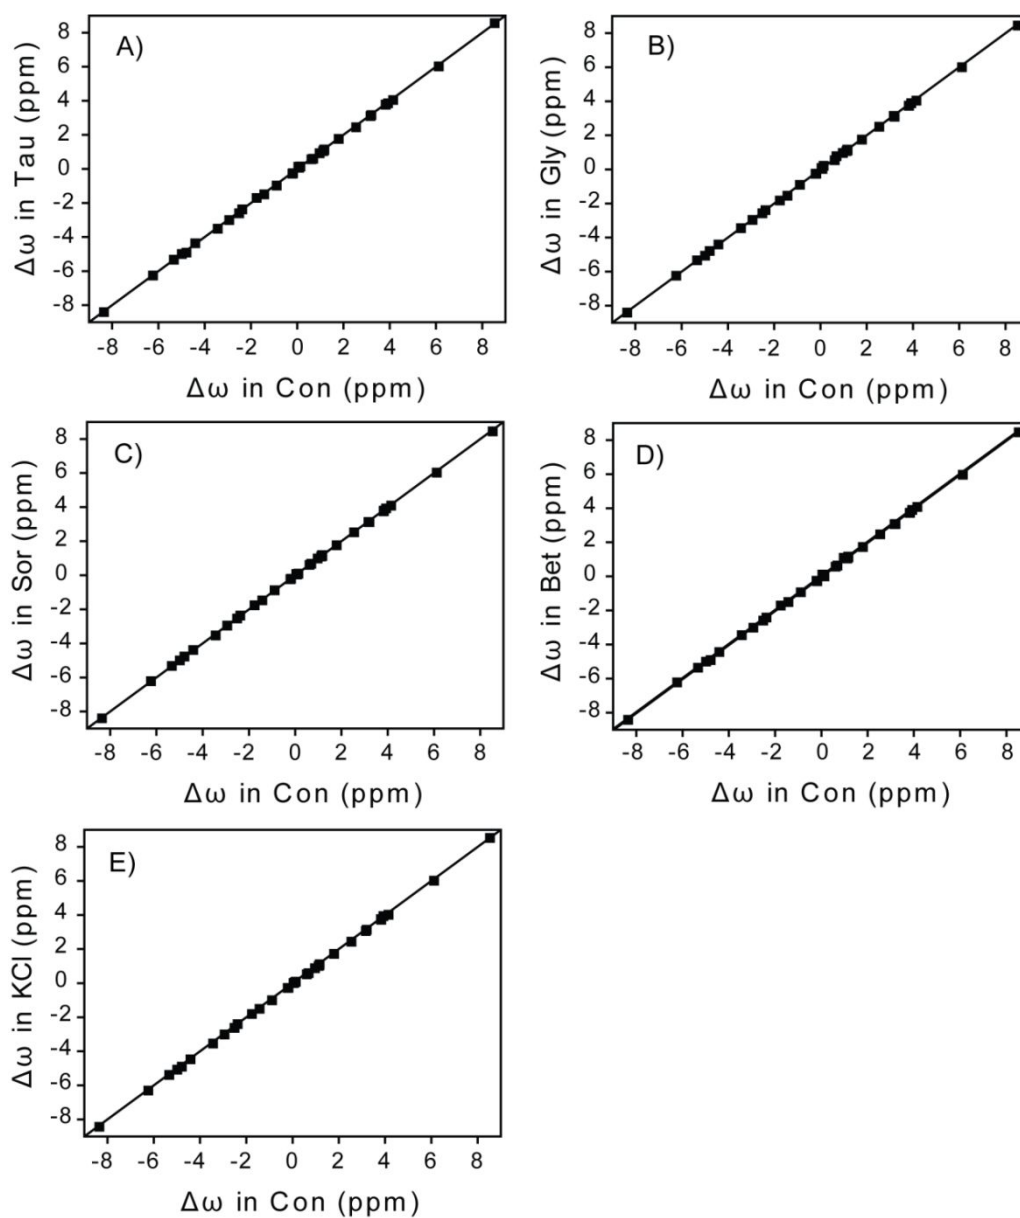 A)
Δω in Tau (ppm)
8
6
4
2
0
-2
-4
-6
-8
-8 -6 -4 -2 0 2 4 6 8
Δω in Con (ppm)
B)
Δω in Gly (ppm)
8
6
4
2
0
-2
-4
-6
-8
-8 -6 -4 -2 0 2 4 6 8
Δω in Con (ppm)
C)
Δω in Sor (ppm)
8
6
4
2
0
-2
-4
-6
-8
-8 -6 -4 -2 0 2 4 6 8
Δω in Con (ppm)
D)
Δω in Bet (ppm)
8
6
4
2
0
-2
-4
-6
-8
-8 -6 -4 -2 0 2 4 6 8
Δω in Con (ppm)
E)
Δω in KCl (ppm)
8
6
4
2
0
-2
-4
-6
-8
-8 -6 -4 -2 0 2 4 6 8
Δω in Con (ppm)